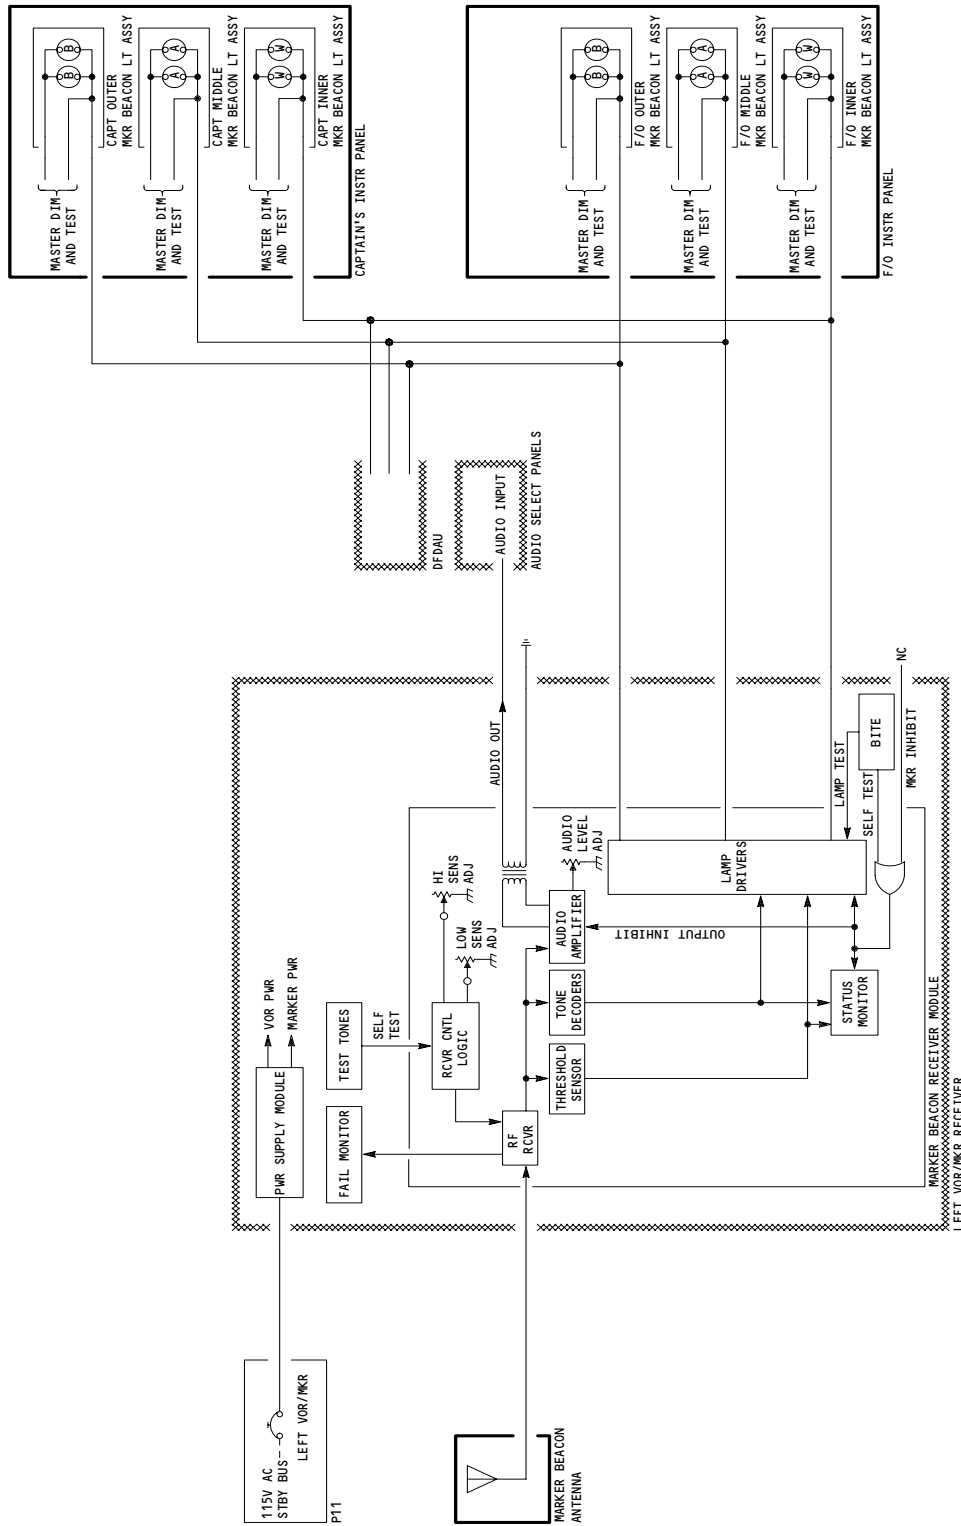 115V AC
STBY BUS
LEFT VOR/MKR
P11
MARKER BEACON
ANTENNA
PWR SUPPLY MODULE
VOR PWR
MARKER PWR
FAIL MONITOR
TEST TONES
SELF
TEST
RCVR CNTL
LOGIC
HI
SENS
ADJ
LOW
SENS
ADJ
RF
RCVR
THRESHOLD
SENSOR
TONE
DECODERS
AUDIO
AMPLIFIER
AUDIO
LEVEL
ADJ
AUDIO OUT
OUTPUT INHIBIT
LAMP
DRIVERS
STATUS
MONITOR
LAMP TEST
SELF TEST
BITE
MKR INHIBIT
NC
MARKER BEACON RECEIVER MODULE
LEFT VOR/MKR RECEIVER
DFDAU
AUDIO INPUT
AUDIO SELECT PANELS
MASTER DIM
AND TEST
B
B
CAPT OUTER
MKR BEACON LT ASSY
MASTER DIM
AND TEST
A
A
CAPT MIDDLE
MKR BEACON LT ASSY
MASTER DIM
AND TEST
W
W
CAPT INNER
MKR BEACON LT ASSY
CAPTAIN'S INSTR PANEL
MASTER DIM
AND TEST
B
B
F/O OUTER
MKR BEACON LT ASSY
MASTER DIM
AND TEST
A
A
F/O MIDDLE
MKR BEACON LT ASSY
MASTER DIM
AND TEST
W
W
F/O INNER
MKR BEACON LT ASSY
F/O INSTR PANEL